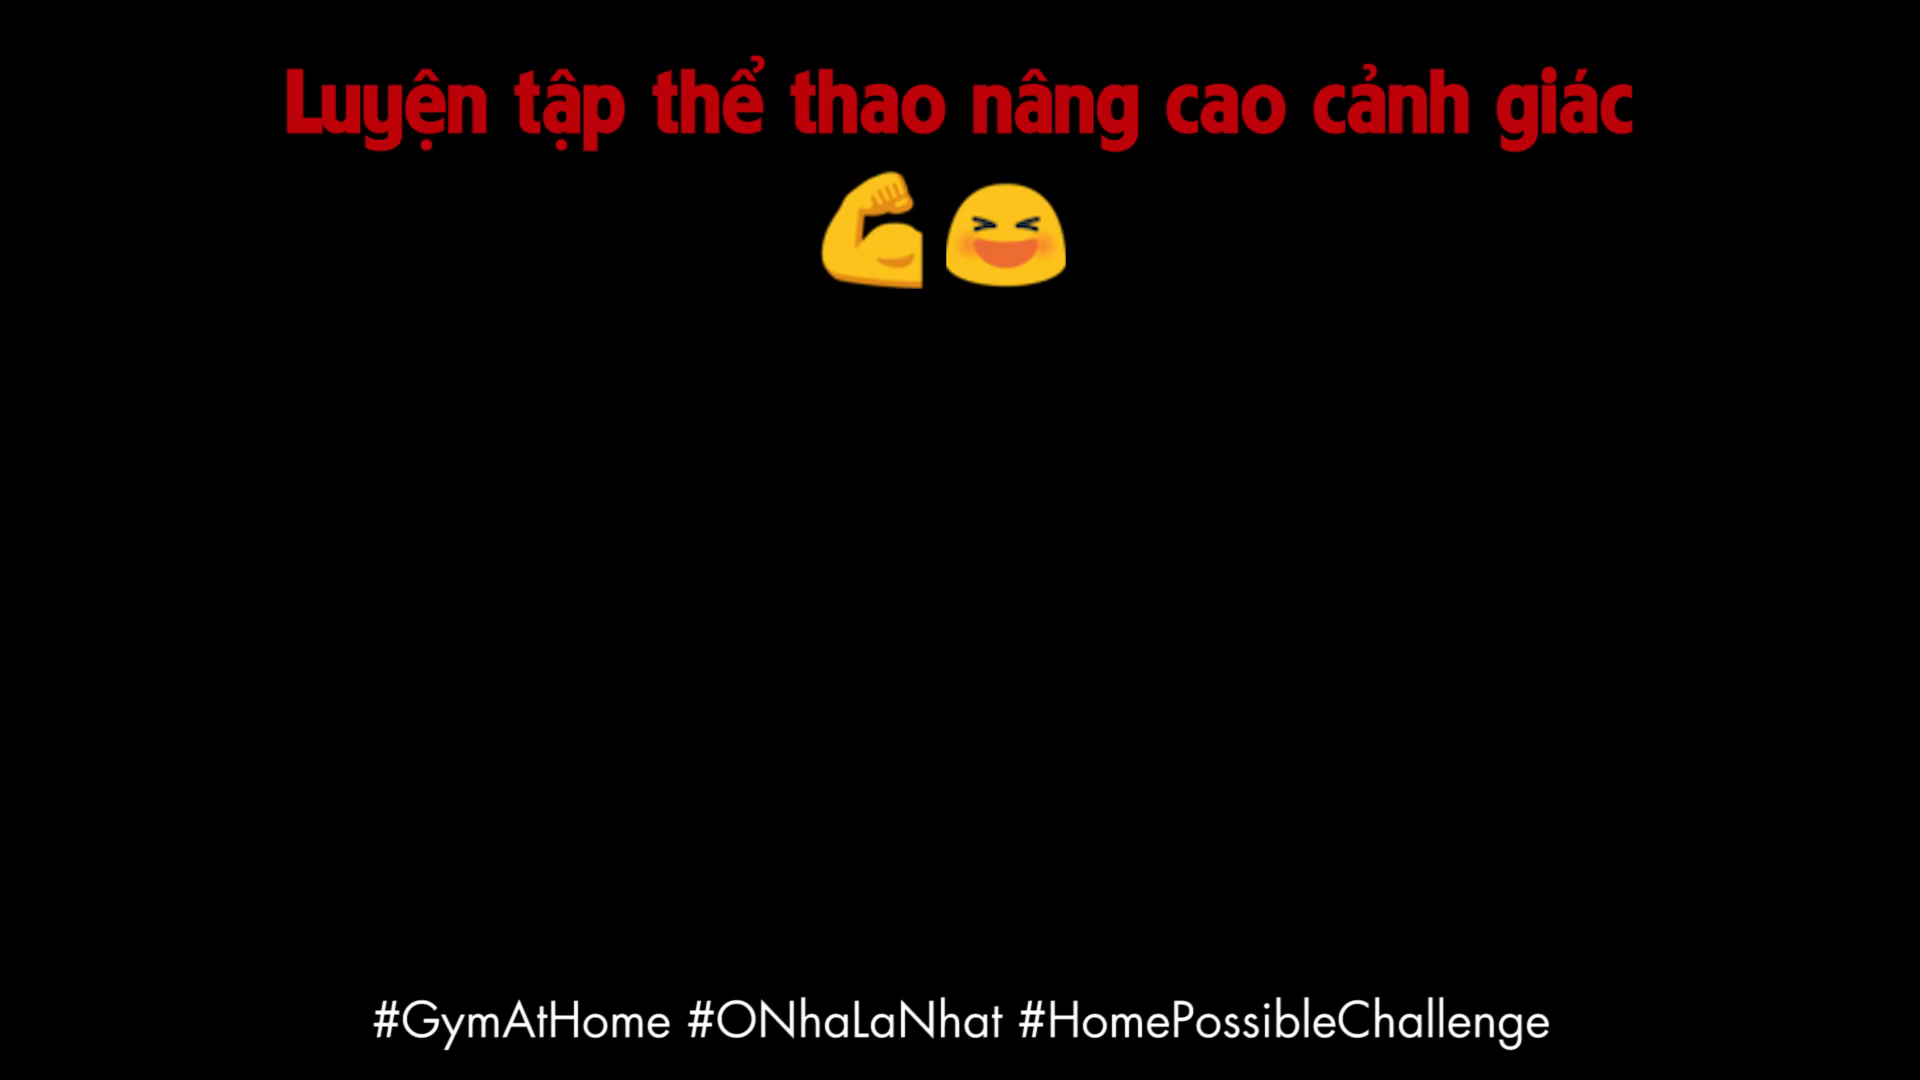 Luyện tập thể thao nâng cao cảnh giác
💪😆
#GymAtHome #ONhaLaNhat #HomePossibleChallenge